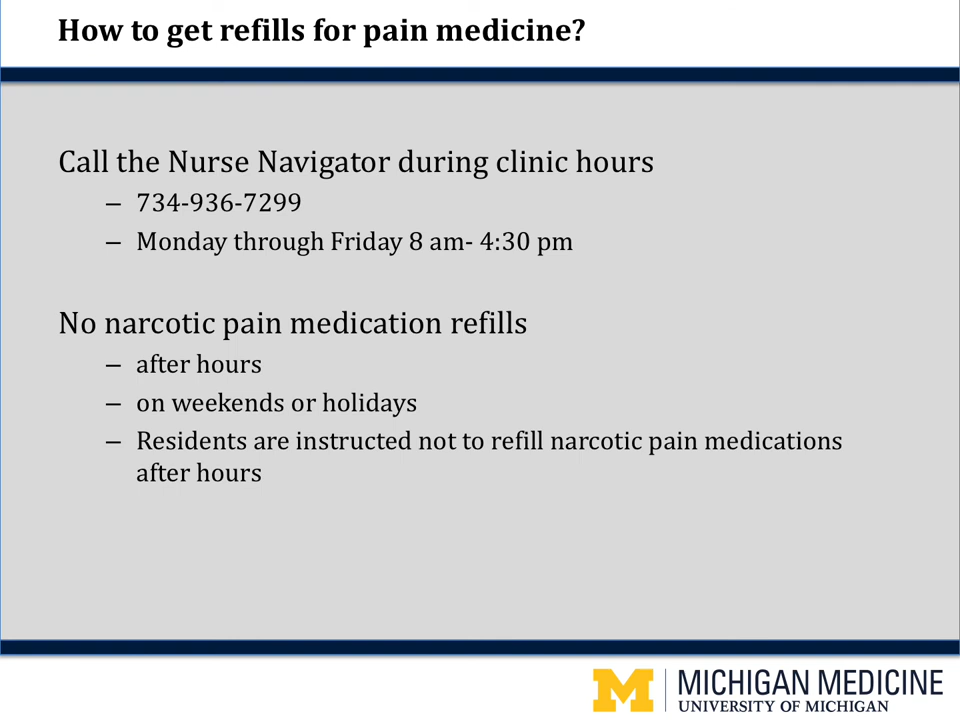 How to get refills for pain medicine?
Call the Nurse Navigator during clinic hours
– 734-936-7299
– Monday through Friday 8 am- 4:30 pm
No narcotic pain medication refills
– after hours
– on weekends or holidays
– Residents are instructed not to refill narcotic pain medications
after hours
M
MICHIGAN MEDICINE
UNIVERSITY OF MICHIGAN